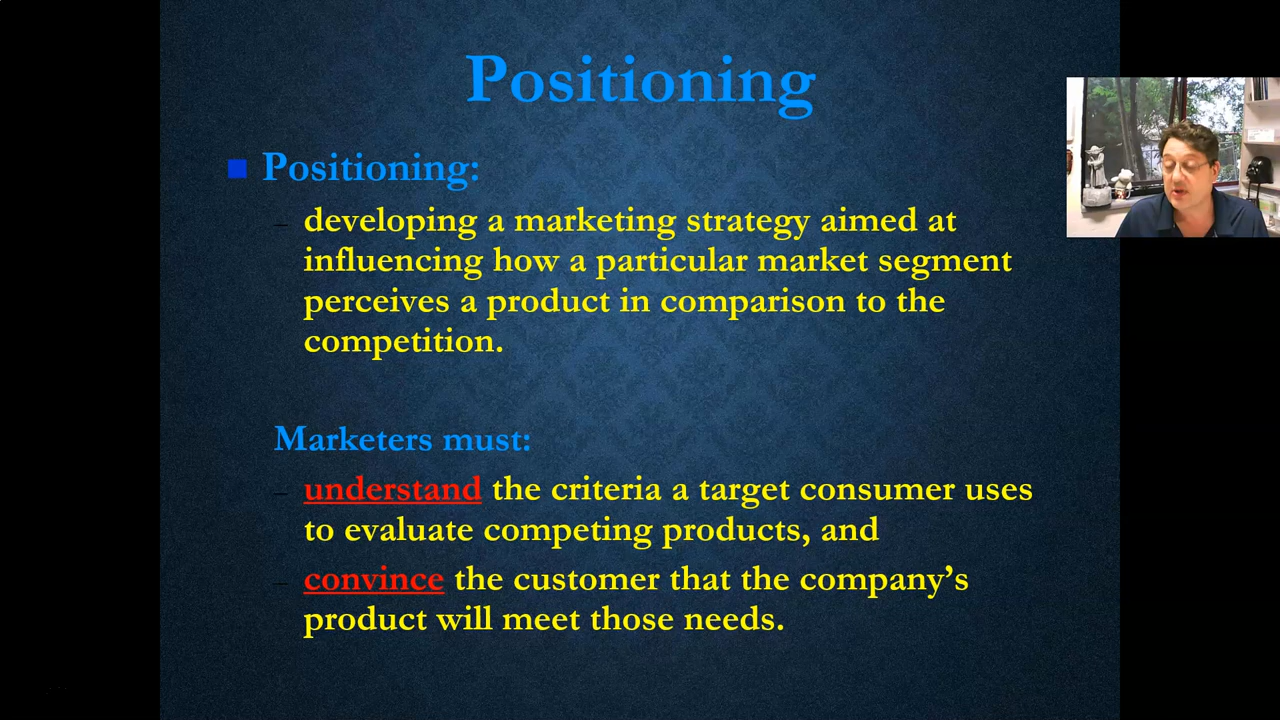 Positioning
Positioning:
– developing a marketing strategy aimed at
influencing how a particular market segment
perceives a product in comparison to the
competition.
Marketers must:
– understand the criteria a target consumer uses
to evaluate competing products, and
– convince the customer that the company’s
product will meet those needs.